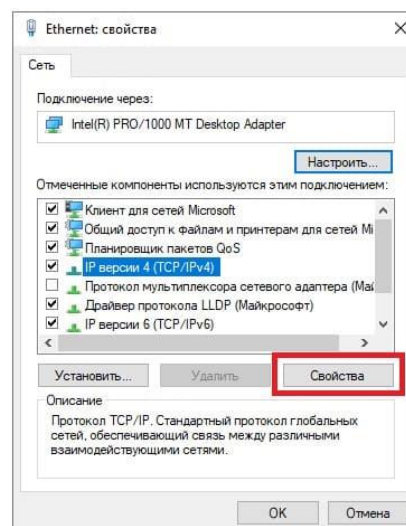 Ethernet: свойства
Сеть
Подключение через:
Intel(R) PRO/1000 MT Desktop Adapter
Настроить...
Отмеченные компоненты используются этим подключением:
Клиент для сетей Microsoft
Общий доступ к файлам и принтерам для сетей Mi
Планировщик пакетов QoS
IP версии 4 (TCP/IPv4)
Протокол мультиплексора сетевого адаптера (Май
Драйвер протокола LLDP (Майкрософт)
IP версии 6 (TCP/IPv6)
Установить...
Удалить
Свойства
Описание
Протокол TCP/IP. Стандартный протокол глобальных
сетей, обеспечивающий связь между различными
взаимодействующими сетями.
OK
Отмена